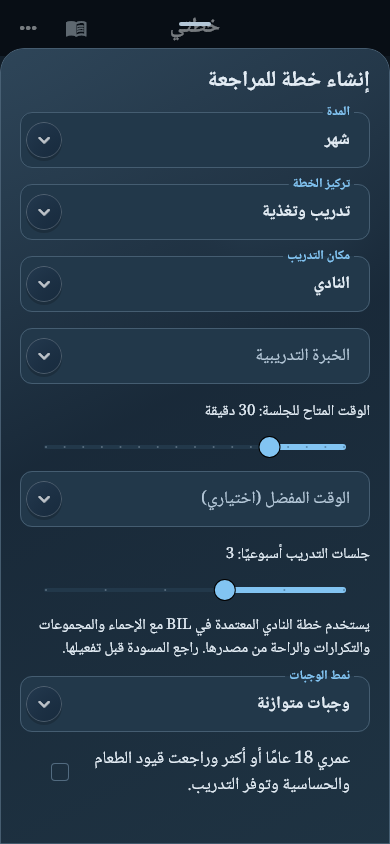 خطتي
إنشاء خطة للمراجعة
المدة
شهر
تركيز الخطة
تدريب وتغذية
مكان التدريب
النادي
الخبرة التدريبية
الوقت المتاح للجلسة: 30 دقيقة
الوقت المفضل (اختياري)
جلسات التدريب أسبوعيًا: 3
يستخدم خطة النادي المعتمدة في BIL مع الإحماء والمجموعات
والتكرارات والراحة من مصدرها. راجع المسودة قبل تفعيلها.
نمط الوجبات
وجبات متوازنة
عمري 18 عامًا أو أكثر وراجعت قيود الطعام
والحساسية وتوفر التدريب.